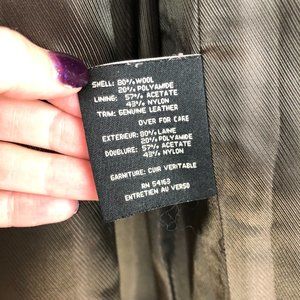 SHELL: 80% WOOL
20% POLYAMIDE
LINING: 57% ACETATE
43% NYLON
TRIM: GENUINE LEATHER
OVER FOR CARE
EXTERIEUR: 80% LAINE
20% POLYAMIDE
DOUBLURE: 57% ACETATE
43% NYLON
GARNITURE: CUIR VERITABLE
RN 54163
ENTRETIEN AU VERSO